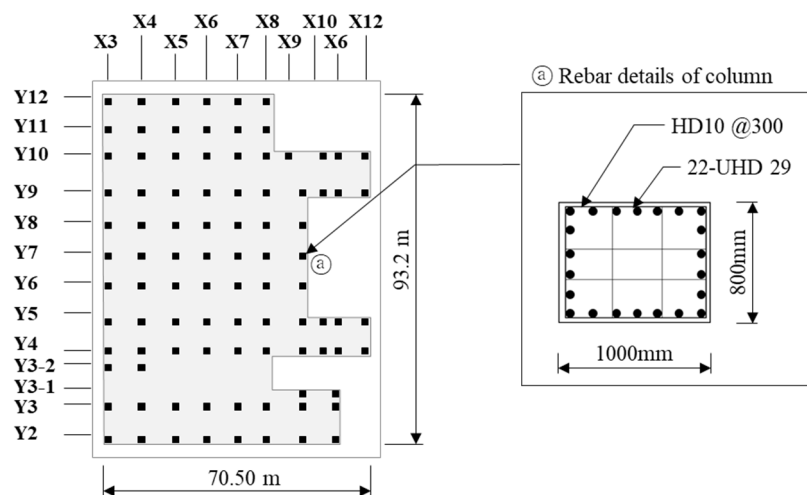 X4 X6 X8 X10 X12
X3 X5 X7 X9 X6
Y12
Y11
Y10
Y9
Y8
Y7
Y6
Y5
Y4
Y3-2
Y3-1
Y3
Y2
a
93.2 m
70.50 m
a Rebar details of column
HD10 @300
22-UHD 29
800mm
1000mm